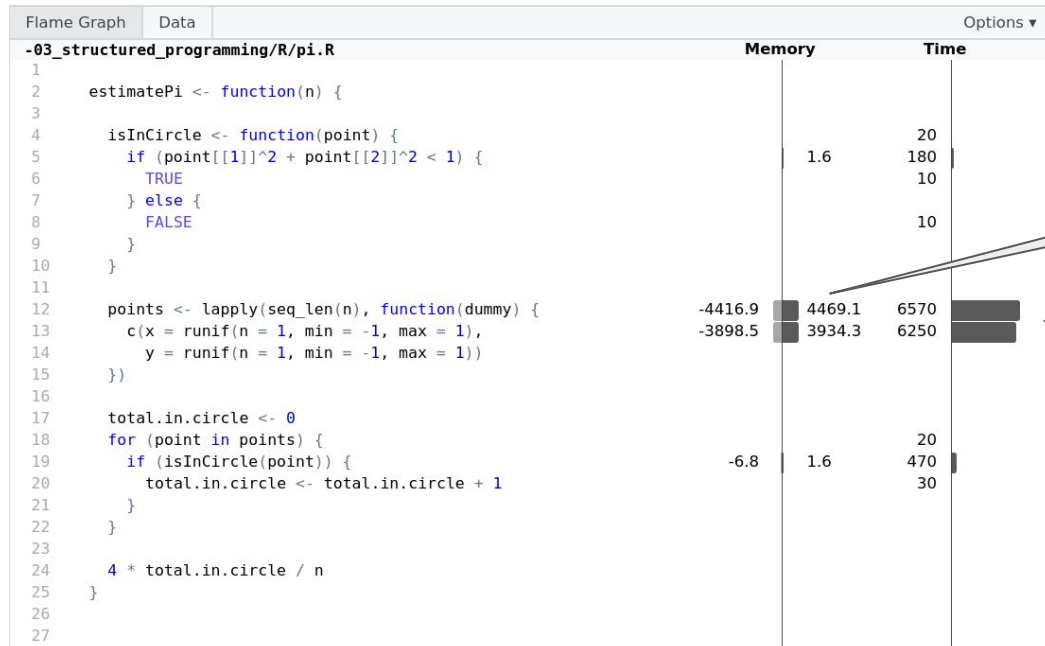 Flame Graph Data Options ▾
-03_structured_programming/R/pi.R Memory Time
1
2 estimatePi <- function(n) {
3
4 isInCircle <- function(point) { 20
5 if (point[[1]]^2 + point[[2]]^2 < 1) { 1.6 180
6 TRUE 10
7 } else {
8 FALSE 10
9 }
10 }
11
12 points <- lapply(seq_len(n), function(dummy) { -4416.9 4469.1 6570
13 c(x = runif(n = 1, min = -1, max = 1), -3898.5 3934.3 6250
14 y = runif(n = 1, min = -1, max = 1))
15 })
16
17 total.in.circle <- 0
18 for (point in points) { 20
19 if (isInCircle(point)) { -6.8 1.6 470
20 total.in.circle <- total.in.circle + 1 30
21 }
22 }
23
24 4 * total.in.circle / n
25 }
26
27